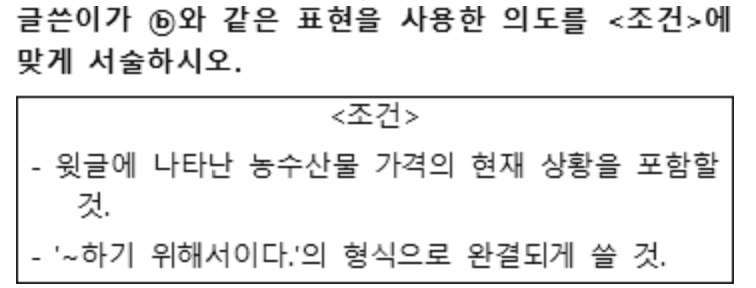 글쓴이가 ⓑ와 같은 표현을 사용한 의도를 <조건>에
맞게 서술하시오.
<조건>
- 윗글에 나타난 농수산물 가격의 현재 상황을 포함할
것.
- '~하기 위해서이다.'의 형식으로 완결되게 쓸 것.